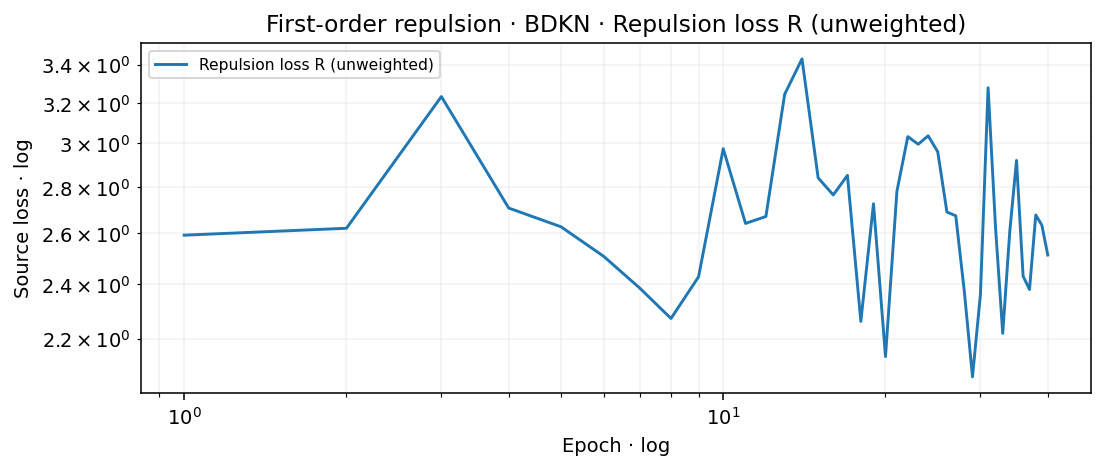 First-order repulsion · BDKN · Repulsion loss R (unweighted)
Repulsion loss R (unweighted)
Source loss · log
3.4 × 10⁰
3.2 × 10⁰
3 × 10⁰
2.8 × 10⁰
2.6 × 10⁰
2.4 × 10⁰
2.2 × 10⁰
10⁰ 10¹
Epoch · log